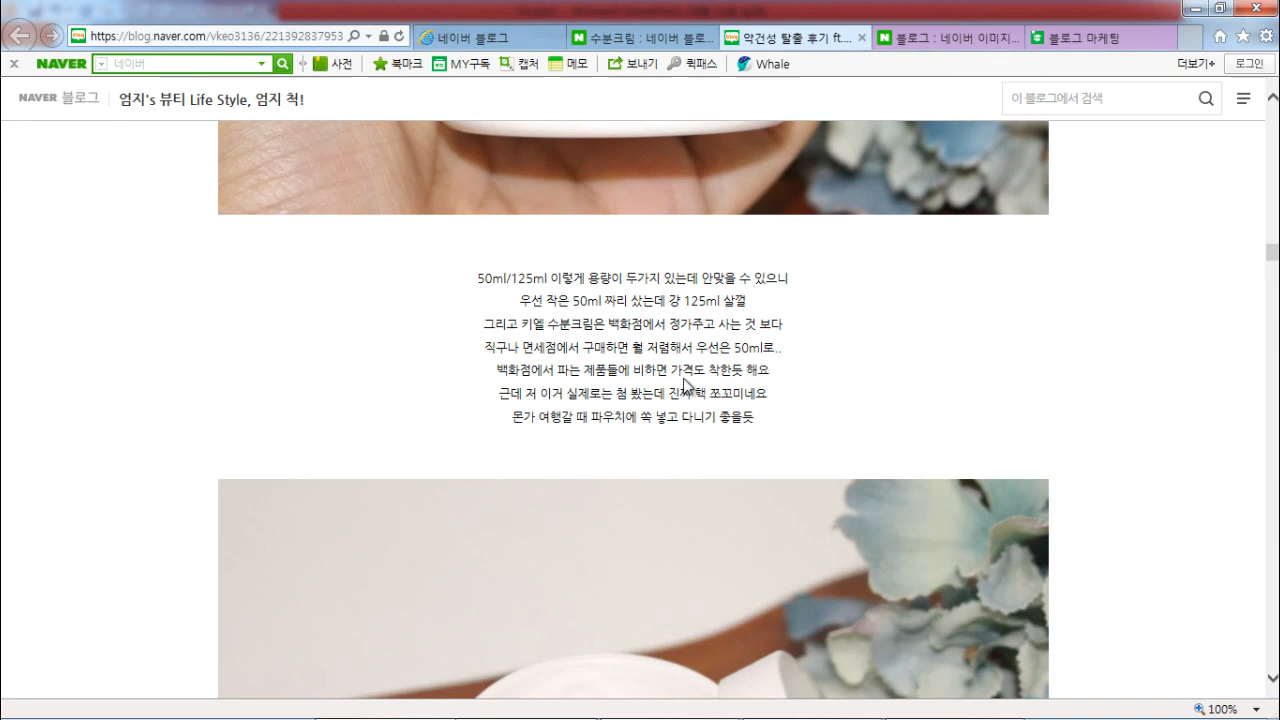 https://blog.naver.com/vkeo3136/221392837953
네이버 블로그
수분크림 : 네이버 블로...
악건성 탈출 후기 ft....
블로그 : 네이버 이미지...
블로그 마케팅
X NAVER 네이버 사전 북마크 MY구독 캡처 메모 보내기 퀵패스 Whale 더보기+ 로그인
NAVER 블로그 엄지's 뷰티 Life Style, 엄지 척! 이 블로그에서 검색
50ml/125ml 이렇게 용량이 두가지 있는데 안맞을 수 있으니
우선 작은 50ml 짜리 샀는데 걍 125ml 살껄
그리고 키엘 수분크림은 백화점에서 정가주고 사는 것 보다
직구나 면세점에서 구매하면 훨 저렴해서 우선은 50ml로..
백화점에서 파는 제품들에 비하면 가격도 착한듯 해요
근데 저 이거 실제로는 첨 봤는데 진짜 핵 쪼꼬미네요
몬가 여행갈 때 파우치에 쏙 넣고 다니기 좋을듯
100%